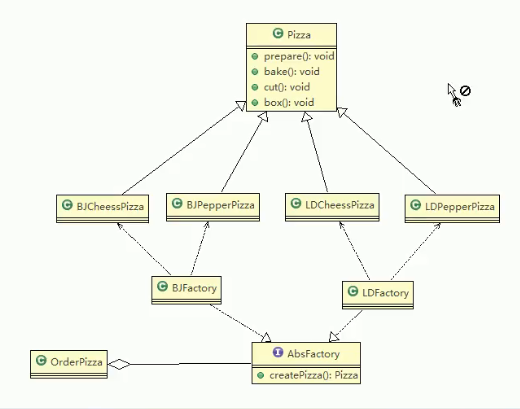 C Pizza
prepare(): void
bake(): void
cut(): void
box(): void
C BJCheessPizza
C BJPepperPizza
C LDCheessPizza
C LDPepperPizza
C BJFactory
C LDFactory
I AbsFactory
createPizza(): Pizza
C OrderPizza